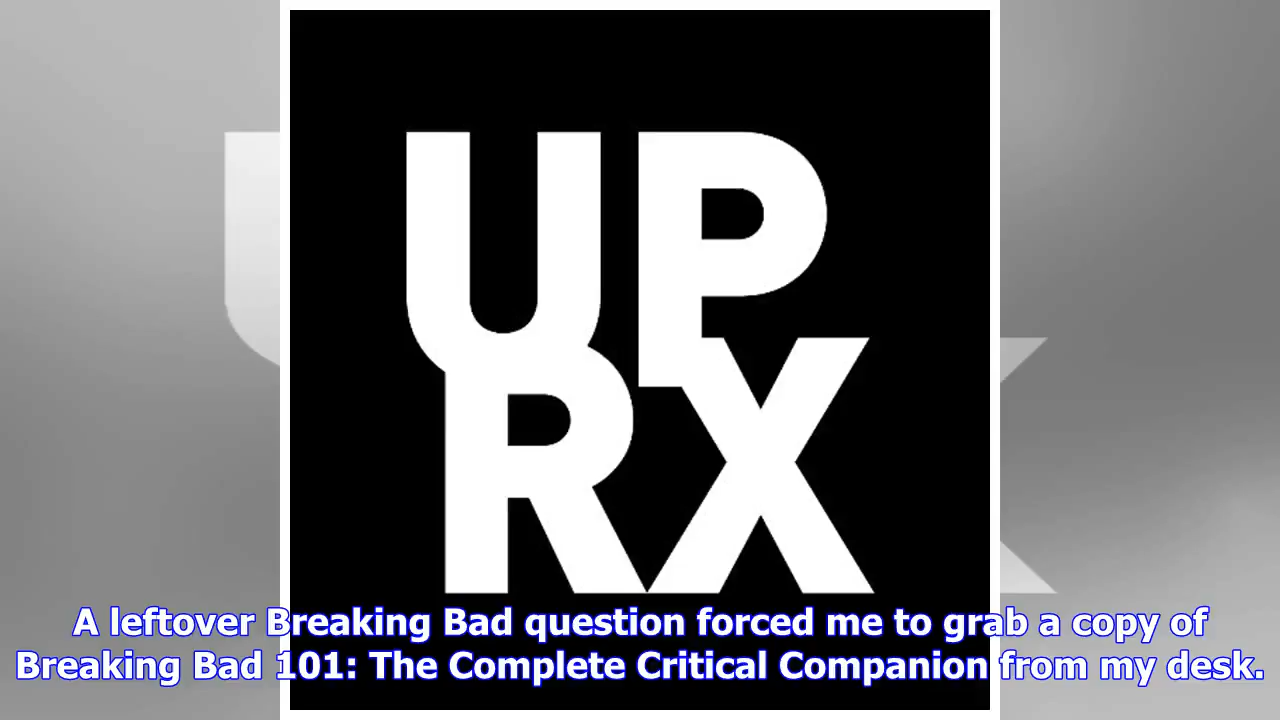 UP
RX
A leftover Breaking Bad question forced me to grab a copy of
Breaking Bad 101: The Complete Critical Companion from my desk.